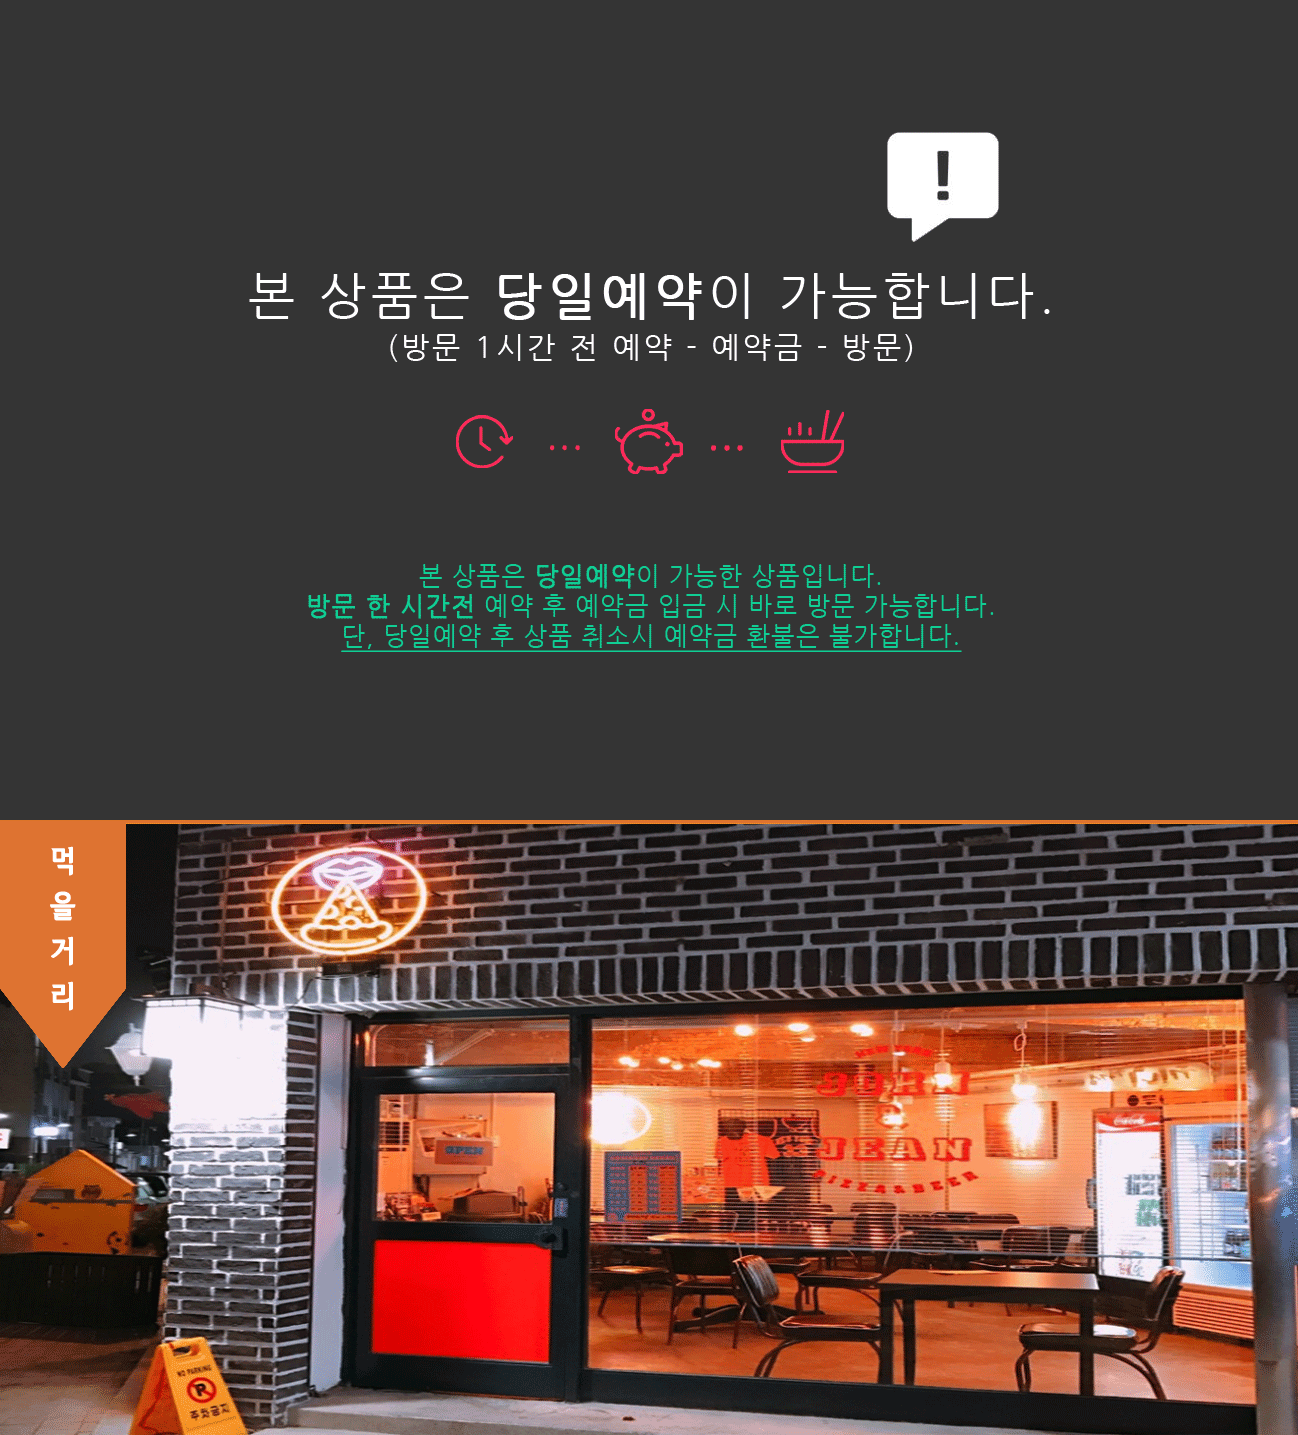 !
본 상품은 당일예약이 가능합니다.
(방문 1시간 전 예약 - 예약금 - 방문)
본 상품은 당일예약이 가능한 상품입니다.
방문 한 시간전 예약 후 예약금 입금 시 바로 방문 가능합니다.
단, 당일예약 후 상품 취소시 예약금 환불은 불가합니다.
먹
을
거
리
NEW YORK
JEAN
PIZZA & BEER
OPEN
Coca-Cola
NO PARKING
P
주차금지